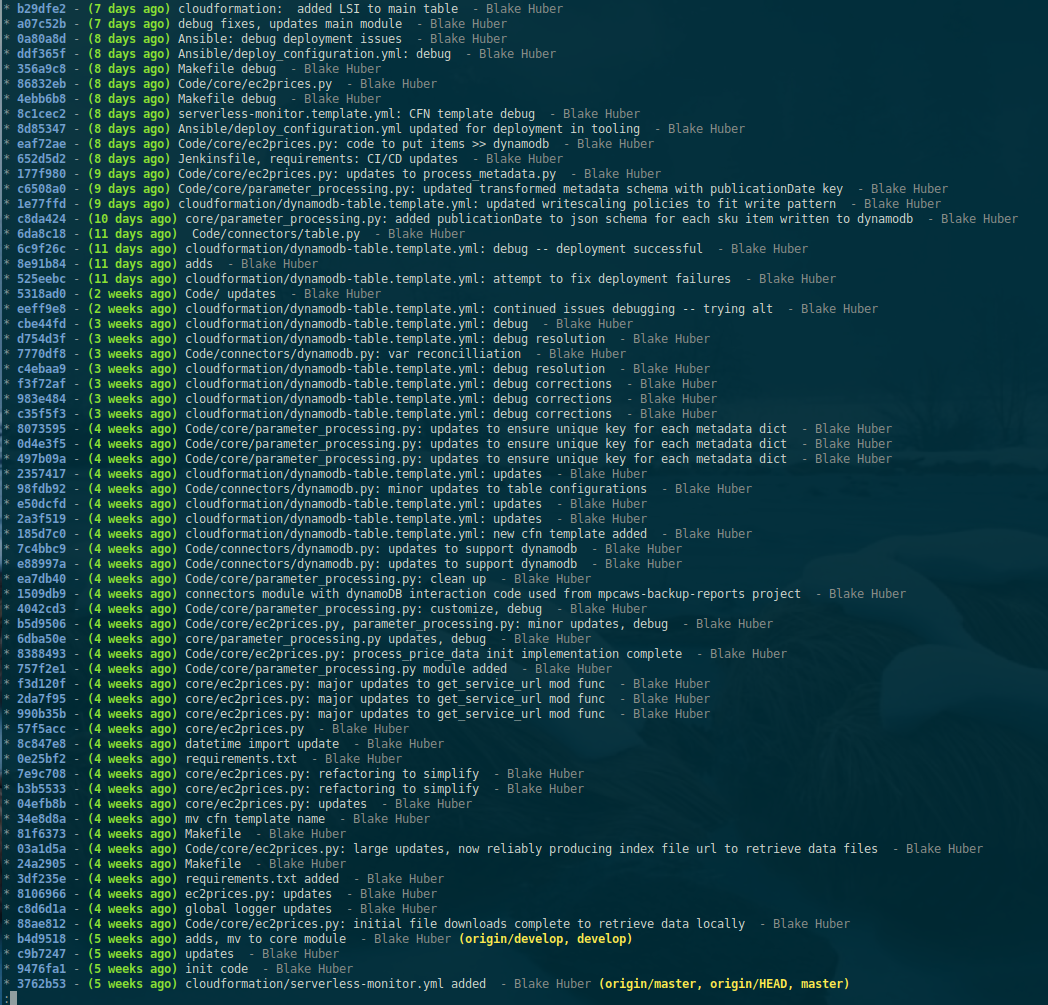 * b29dfe2 - (7 days ago) cloudformation:  added LSI to main table  - Blake Huber
* a07c52b - (7 days ago) debug fixes, updates main module  - Blake Huber
* 0a80a8d - (8 days ago) Ansible: debug deployment issues  - Blake Huber
* ddf365f - (8 days ago) Ansible/deploy_configuration.yml: debug  - Blake Huber
* 356a9c8 - (8 days ago) Makefile debug  - Blake Huber
* 86832eb - (8 days ago) Code/core/ec2prices.py  - Blake Huber
* 4ebb6b8 - (8 days ago) Makefile debug  - Blake Huber
* 8c1cec2 - (8 days ago) serverless-monitor.template.yml: CFN template debug  - Blake Huber
* 8d85347 - (8 days ago) Ansible/deploy_configuration.yml updated for deployment in tooling  - Blake Huber
* eaf72ae - (8 days ago) Code/core/ec2prices.py: code to put items >> dynamodb  - Blake Huber
* 652d5d2 - (8 days ago) Jenkinsfile, requirements: CI/CD updates  - Blake Huber
* 177f980 - (9 days ago) Code/core/ec2prices.py: updates to process_metadata.py  - Blake Huber
* c6508a0 - (9 days ago) Code/core/parameter_processing.py: updated transformed metadata schema with publicationDate key  - Blake Huber
* 1e77ffd - (9 days ago) cloudformation/dynamodb-table.template.yml: updated writescaling policies to fit write pattern  - Blake Huber
* c8da424 - (10 days ago) core/parameter_processing.py: added publicationDate to json schema for each sku item written to dynamodb  - Blake Huber
* 6da8c18 - (11 days ago)  Code/connectors/table.py  - Blake Huber
* 6c9f26c - (11 days ago) cloudformation/dynamodb-table.template.yml: debug -- deployment successful  - Blake Huber
* 8e91b84 - (11 days ago) adds  - Blake Huber
* 525eebc - (11 days ago) cloudformation/dynamodb-table.template.yml: attempt to fix deployment failures  - Blake Huber
* 5318ad0 - (2 weeks ago) Code/ updates  - Blake Huber
* eeff9e8 - (2 weeks ago) cloudformation/dynamodb-table.template.yml: continued issues debugging -- trying alt  - Blake Huber
* cbe44fd - (3 weeks ago) cloudformation/dynamodb-table.template.yml: debug  - Blake Huber
* d754d3f - (3 weeks ago) cloudformation/dynamodb-table.template.yml: debug resolution  - Blake Huber
* 7770df8 - (3 weeks ago) Code/connectors/dynamodb.py: var reconcilliation  - Blake Huber
* c4ebaa9 - (3 weeks ago) cloudformation/dynamodb-table.template.yml: debug resolution  - Blake Huber
* f3f72af - (3 weeks ago) cloudformation/dynamodb-table.template.yml: debug corrections  - Blake Huber
* 983e484 - (3 weeks ago) cloudformation/dynamodb-table.template.yml: debug corrections  - Blake Huber
* c35f5f3 - (3 weeks ago) cloudformation/dynamodb-table.template.yml: debug corrections  - Blake Huber
* 8073595 - (4 weeks ago) Code/core/parameter_processing.py: updates to ensure unique key for each metadata dict  - Blake Huber
* 0d4e3f5 - (4 weeks ago) Code/core/parameter_processing.py: updates to ensure unique key for each metadata dict  - Blake Huber
* 497b09a - (4 weeks ago) Code/core/parameter_processing.py: updates to ensure unique key for each metadata dict  - Blake Huber
* 2357417 - (4 weeks ago) cloudformation/dynamodb-table.template.yml: updates  - Blake Huber
* 98fdb92 - (4 weeks ago) Code/connectors/dynamodb.py: minor updates to table configurations  - Blake Huber
* e50dcfd - (4 weeks ago) cloudformation/dynamodb-table.template.yml: updates  - Blake Huber
* 2a3f519 - (4 weeks ago) cloudformation/dynamodb-table.template.yml: updates  - Blake Huber
* 185d7c0 - (4 weeks ago) cloudformation/dynamodb-table.template.yml: new cfn template added  - Blake Huber
* 7c4bbc9 - (4 weeks ago) Code/connectors/dynamodb.py: updates to support dynamodb  - Blake Huber
* e88997a - (4 weeks ago) Code/connectors/dynamodb.py: updates to support dynamodb  - Blake Huber
* ea7db40 - (4 weeks ago) Code/core/parameter_processing.py: clean up  - Blake Huber
* 1509db9 - (4 weeks ago) connectors module with dynamoDB interaction code used from mpcaws-backup-reports project  - Blake Huber
* 4042cd3 - (4 weeks ago) Code/core/parameter_processing.py: customize, debug  - Blake Huber
* b5d9506 - (4 weeks ago) Code/core/ec2prices.py, parameter_processing.py: minor updates, debug  - Blake Huber
* 6dba50e - (4 weeks ago) core/parameter_processing.py updates, debug  - Blake Huber
* 8388493 - (4 weeks ago) Code/core/ec2prices.py: process_price_data init implementation complete  - Blake Huber
* 757f2e1 - (4 weeks ago) Code/core/parameter_processing.py module added  - Blake Huber
* f3d120f - (4 weeks ago) core/ec2prices.py: major updates to get_service_url mod func  - Blake Huber
* 2da7f95 - (4 weeks ago) core/ec2prices.py: major updates to get_service_url mod func  - Blake Huber
* 990b35b - (4 weeks ago) core/ec2prices.py: major updates to get_service_url mod func  - Blake Huber
* 57f5acc - (4 weeks ago) core/ec2prices.py  - Blake Huber
* 8c847e8 - (4 weeks ago) datetime import update  - Blake Huber
* 0e25bf2 - (4 weeks ago) requirements.txt  - Blake Huber
* 7e9c708 - (4 weeks ago) core/ec2prices.py: refactoring to simplify  - Blake Huber
* b3b5533 - (4 weeks ago) core/ec2prices.py: refactoring to simplify  - Blake Huber
* 04efb8b - (4 weeks ago) core/ec2prices.py: updates  - Blake Huber
* 34e8d8a - (4 weeks ago) mv cfn template name  - Blake Huber
* 81f6373 - (4 weeks ago) Makefile  - Blake Huber
* 03a1d5a - (4 weeks ago) Code/core/ec2prices.py: large updates, now reliably producing index file url to retrieve data files  - Blake Huber
* 24a2905 - (4 weeks ago) Makefile  - Blake Huber
* 3df235e - (4 weeks ago) requirements.txt added  - Blake Huber
* 8106966 - (4 weeks ago) ec2prices.py: updates  - Blake Huber
* c8d6d1a - (4 weeks ago) global logger updates  - Blake Huber
* 88ae812 - (4 weeks ago) Code/core/ec2prices.py: initial file downloads complete to retrieve data locally  - Blake Huber
* b4d9518 - (5 weeks ago) adds, mv to core module  - Blake Huber (origin/develop, develop)
* c9b7247 - (5 weeks ago) updates  - Blake Huber
* 9476fa1 - (5 weeks ago) init code  - Blake Huber
* 3762b53 - (5 weeks ago) cloudformation/serverless-monitor.yml added  - Blake Huber (origin/master, origin/HEAD, master)
: